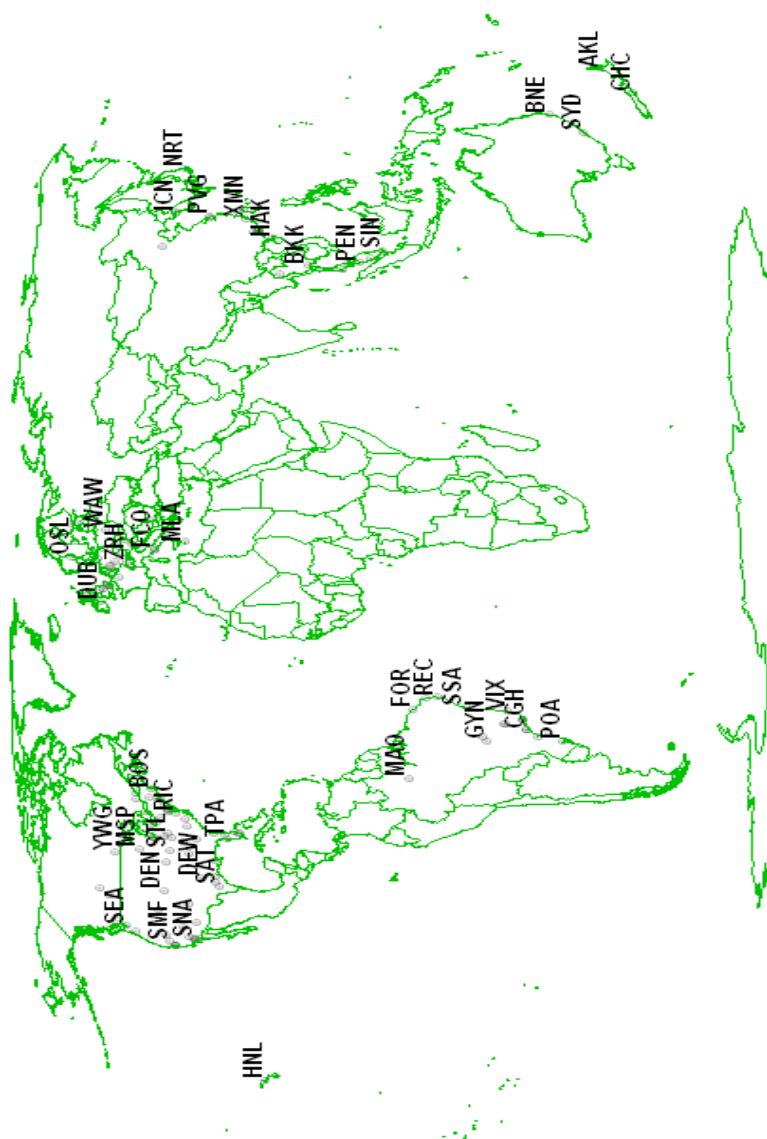 HNL
SEA
SMF
SNA
DEN
SAT
DEW
YWG
MSP
STL
RIC
BOS
TPA
MAO
FOR
REC
SSA
GYN
VIX
CGH
POA
DUB
OSL
ZRH
WAW
FCO
MLA
ICN
NRT
PVG
XMN
HAK
BKK
PEN
SIN
BNE
SYD
AKL
CHC